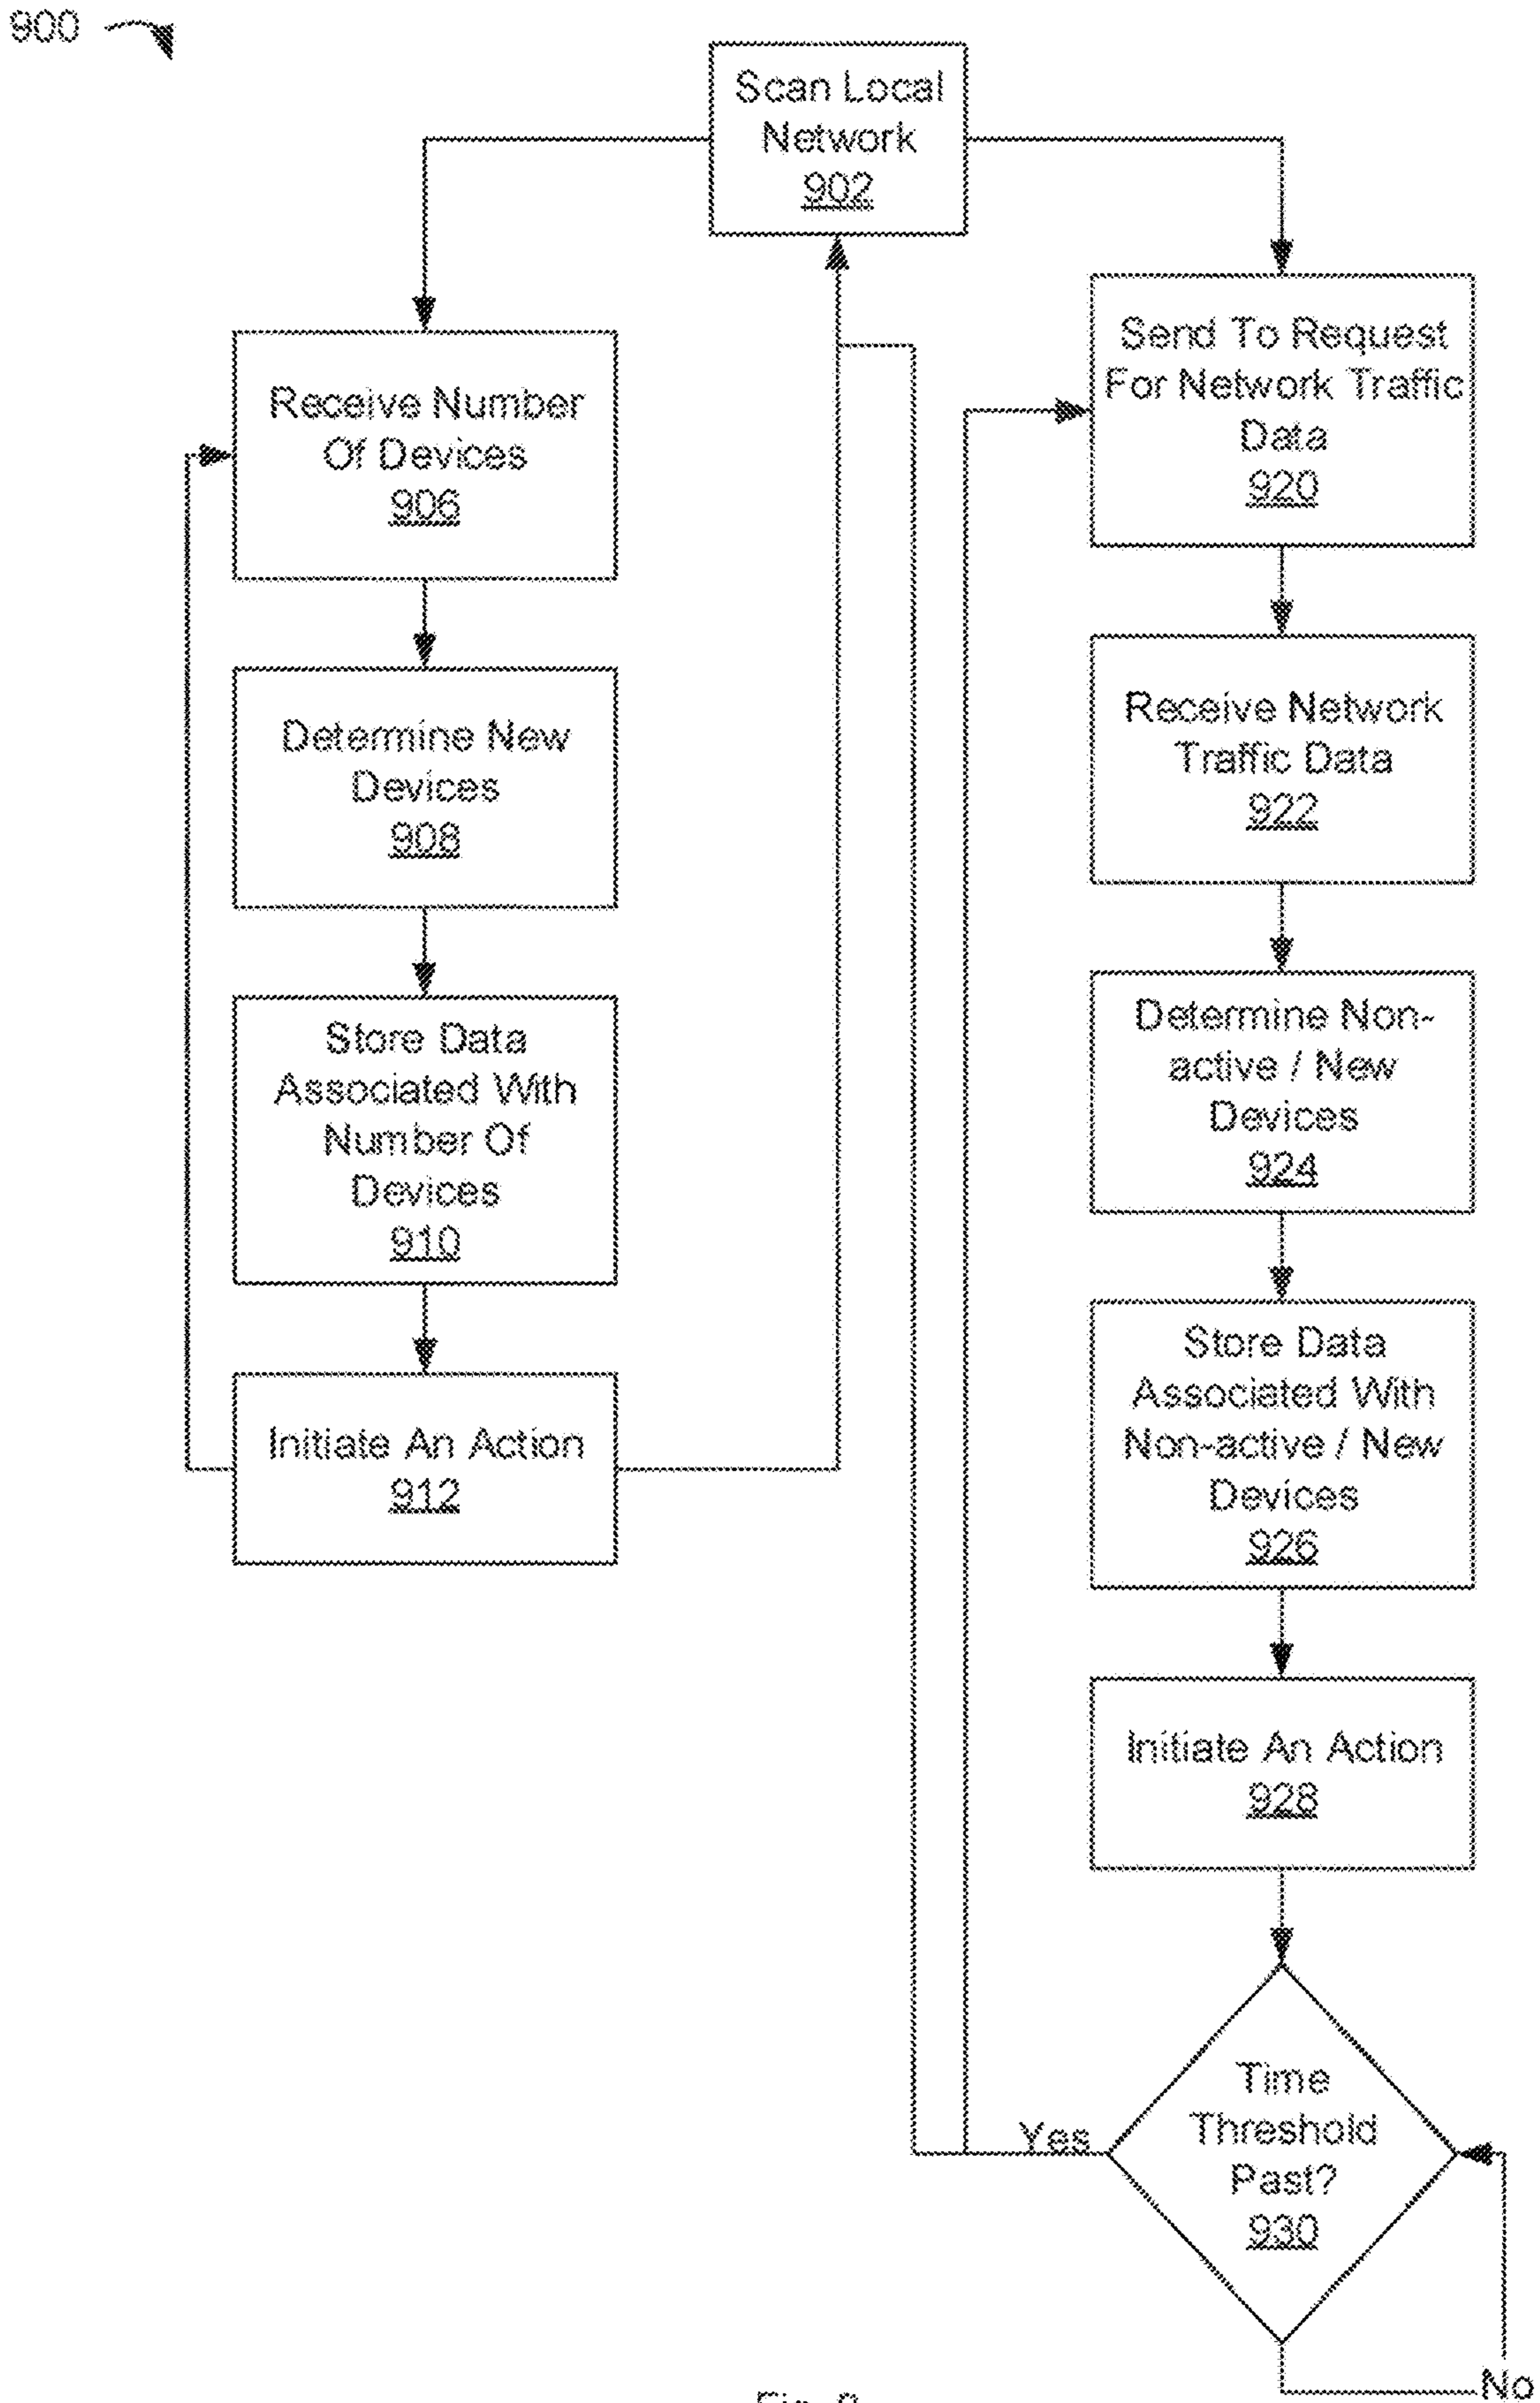 900
Scan Local
Network
902
Receive Number
Of Devices
906
Determine New
Devices
908
Store Data
Associated With
Number Of
Devices
910
Initiate An Action
912
Send To Request
For Network Traffic
Data
920
Receive Network
Traffic Data
922
Determine Non-
active / New
Devices
924
Store Data
Associated With
Non-active / New
Devices
926
Initiate An Action
928
Time
Threshold
Past?
930
Yes
No